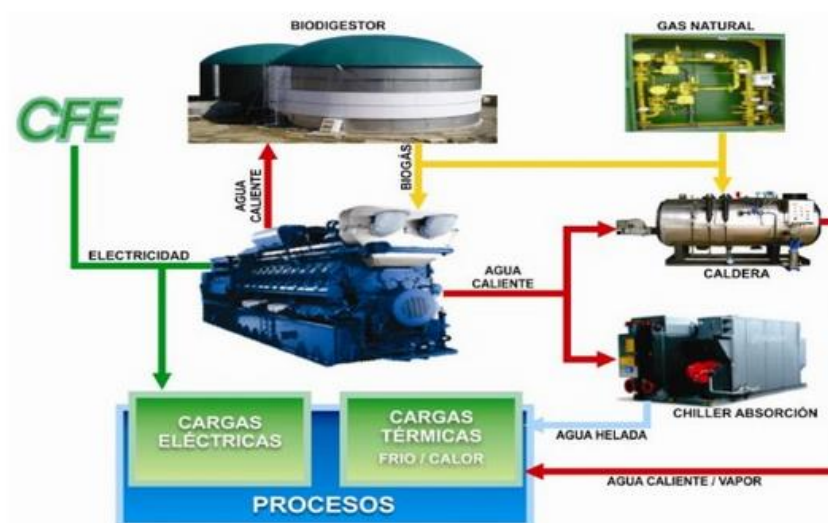 BIODIGESTOR
GAS NATURAL
CFE
AGUA
CALIENTE
BIOGÁS
ELECTRICIDAD
AGUA
CALIENTE
CALDERA
CHILLER ABSORCIÓN
CARGAS
ELÉCTRICAS
CARGAS
TÉRMICAS
FRIO / CALOR
AGUA HELADA
AGUA CALIENTE / VAPOR
PROCESOS